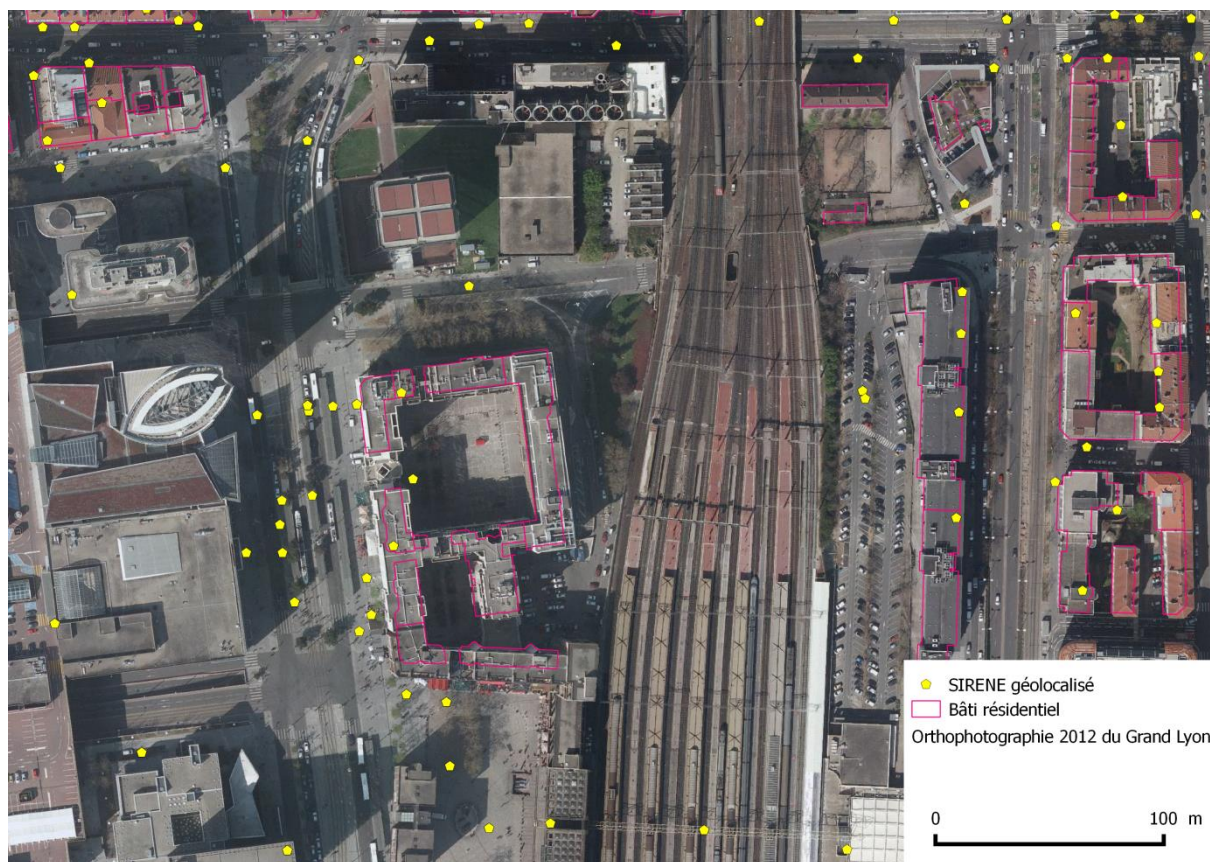 SIRENE géolocalisé
Bâti résidentiel
Orthophotographie 2012 du Grand Lyon
0 100 m